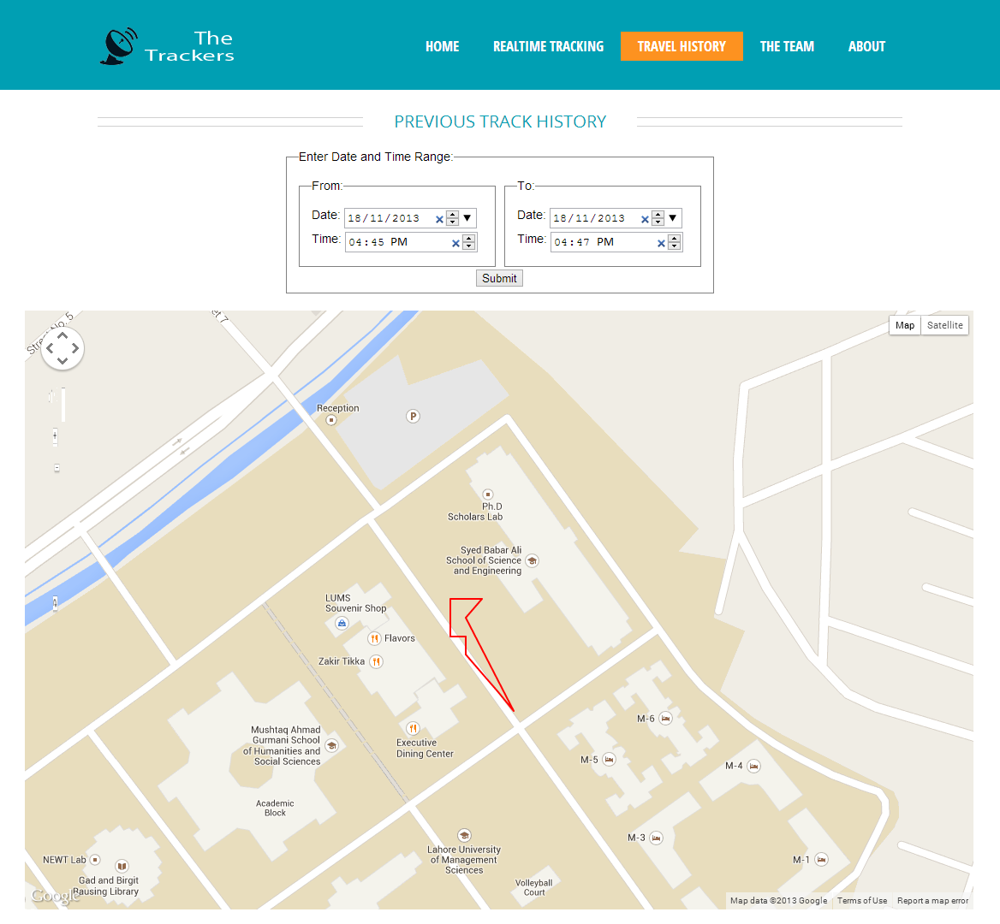 The
Trackers
HOME
REALTIME TRACKING
TRAVEL HISTORY
THE TEAM
ABOUT
PREVIOUS TRACK HISTORY
Enter Date and Time Range:
From:
Date: 18/11/2013
Time: 04:45 PM
To:
Date: 18/11/2013
Time: 04:47 PM
Submit
Map
Satellite
Street No. 5
Reception
P
Ph.D
Scholars Lab
Syed Babar Ali
School of Science
and Engineering
LUMS
Souvenir Shop
Flavors
Zakir Tikka
Executive
Dining Center
Mushtaq Ahmad
Gurmani School
of Humanities and
Social Sciences
Academic
Block
M-6
M-5
M-4
M-3
M-1
Lahore University
of Management
Sciences
Volleyball
Court
NEWT Lab
Gad and Birgit
Rausing Library
Google
Map data ©2013 Google
Terms of Use
Report a map error